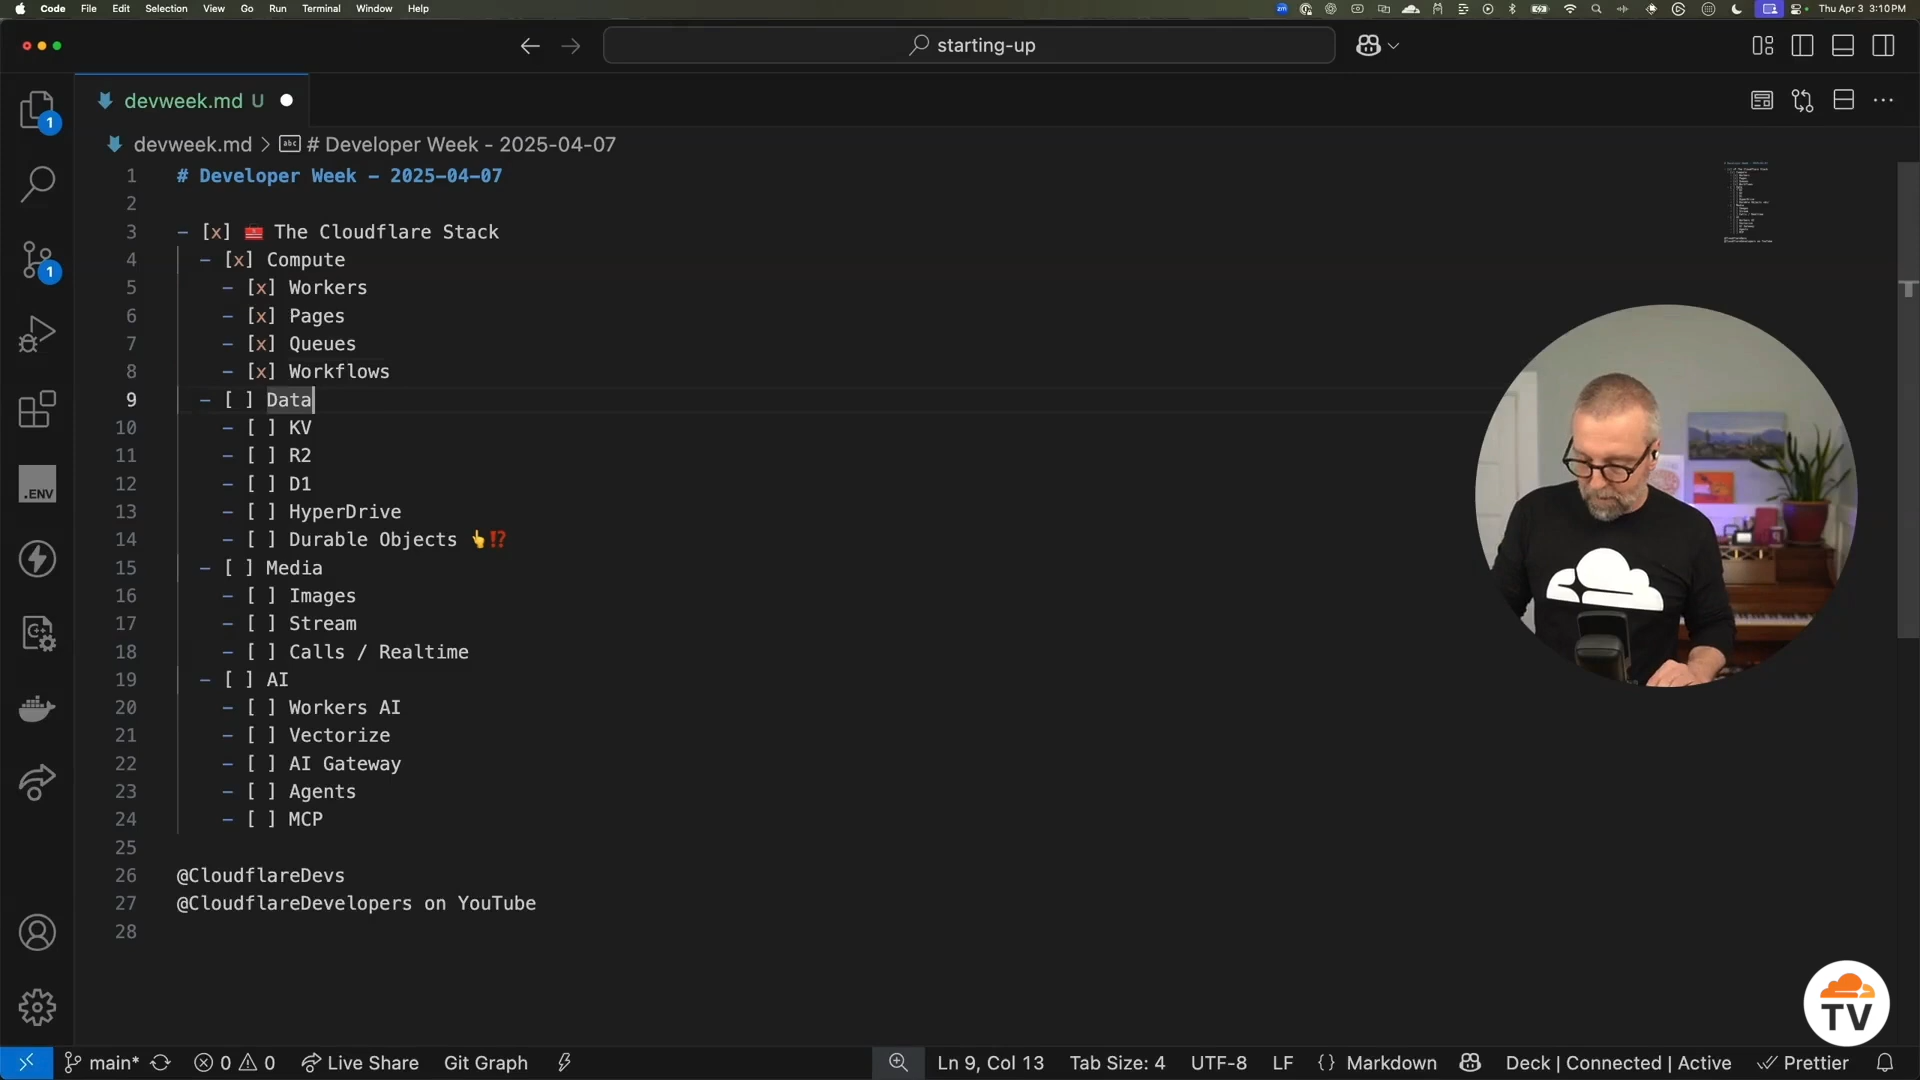 Code File Edit Selection View Go Run Terminal Window Help Thu Apr 3 3:10 PM
starting-up
devweek.md U
devweek.md > # Developer Week - 2025-04-07
1 # Developer Week - 2025-04-07
2
3 - [x] 🧰 The Cloudflare Stack
4 - [x] Compute
5 - [x] Workers
6 - [x] Pages
7 - [x] Queues
8 - [x] Workflows
9 - [ ] Data
10 - [ ] KV
11 - [ ] R2
12 - [ ] D1
13 - [ ] HyperDrive
14 - [ ] Durable Objects 👆⁉️
15 - [ ] Media
16 - [ ] Images
17 - [ ] Stream
18 - [ ] Calls / Realtime
19 - [ ] AI
20 - [ ] Workers AI
21 - [ ] Vectorize
22 - [ ] AI Gateway
23 - [ ] Agents
24 - [ ] MCP
25
26 @CloudflareDevs
27 @CloudflareDevelopers on YouTube
28
1
1
.ENV
TV
main* 0 0 Live Share Git Graph Ln 9, Col 13 Tab Size: 4 UTF-8 LF {} Markdown Deck | Connected | Active Prettier